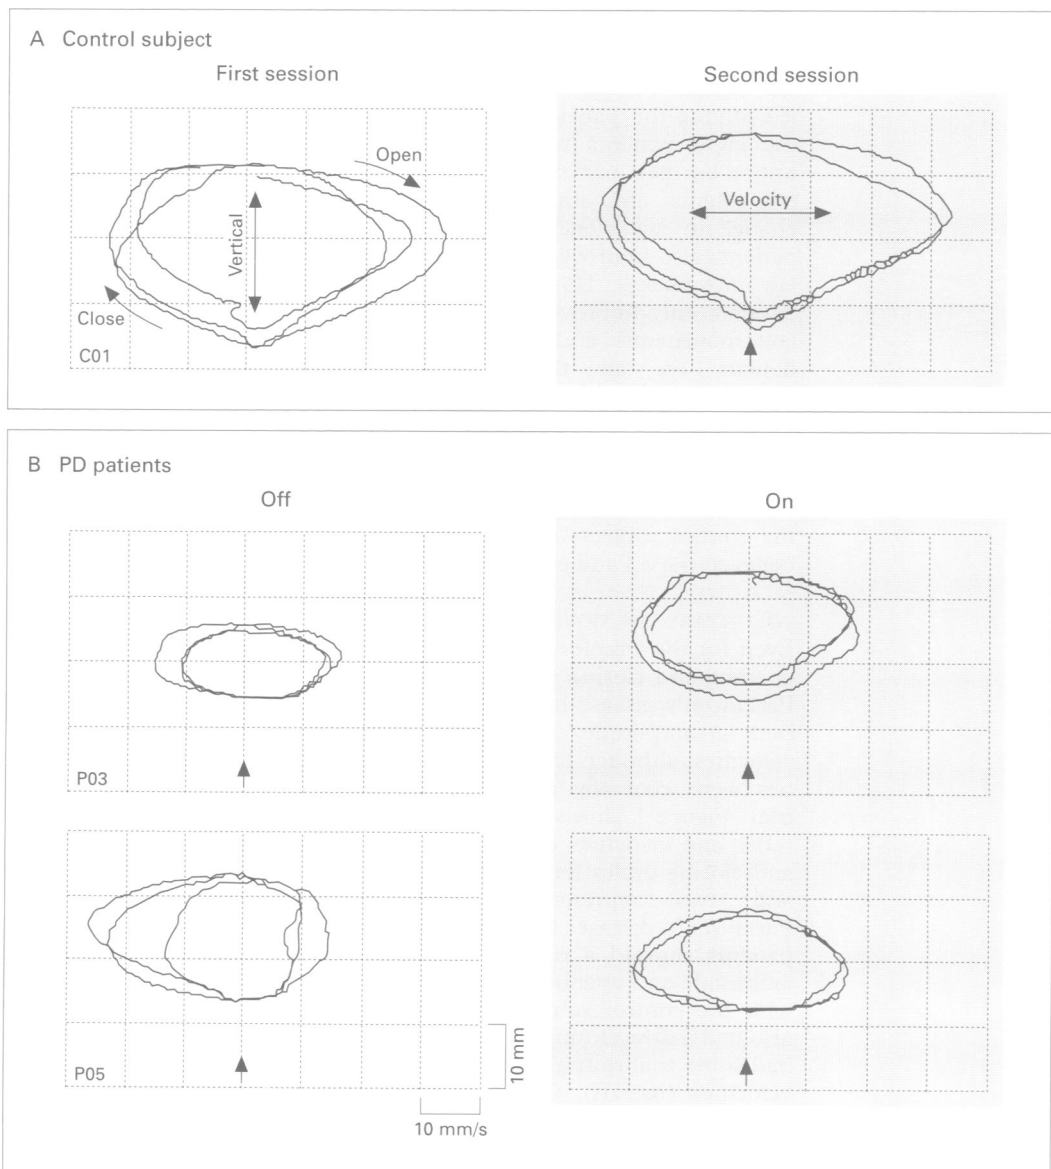 A Control subject
First session
Second session
Open
Vertical
Velocity
Close
C01
B PD patients
Off
On
P03
P05
10 mm
10 mm/s